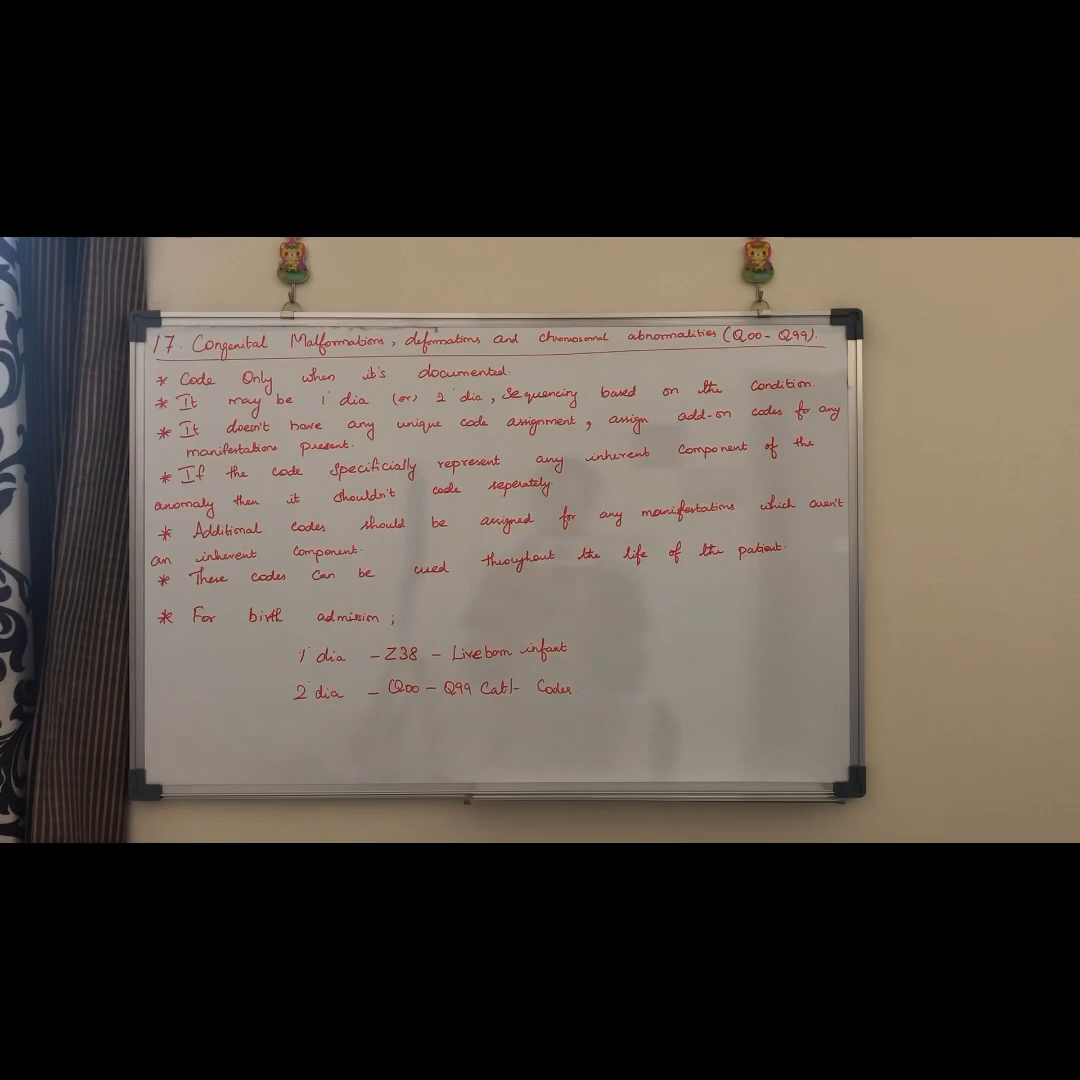 17. Congenital Malformations, deformations and chromosomal abnormalities (Q00 - Q99).
* Code Only when it's documented.
* It may be 1° dia (or) 2° dia, Sequencing based on the condition.
* It doesn't have any unique code assignment, assign add-on codes for any
manifestations present.
* If the code specificially represent any inherent component of the
anomaly then it shouldn't code seperately.
* Additional codes should be assigned for any manifestations which aren't
an inherent component.
* These codes can be used throughout the life of the patient.
* For birth admission;
1° dia - Z38 - Liveborn infant
2° dia - Q00 - Q99 Cat/- Codes.